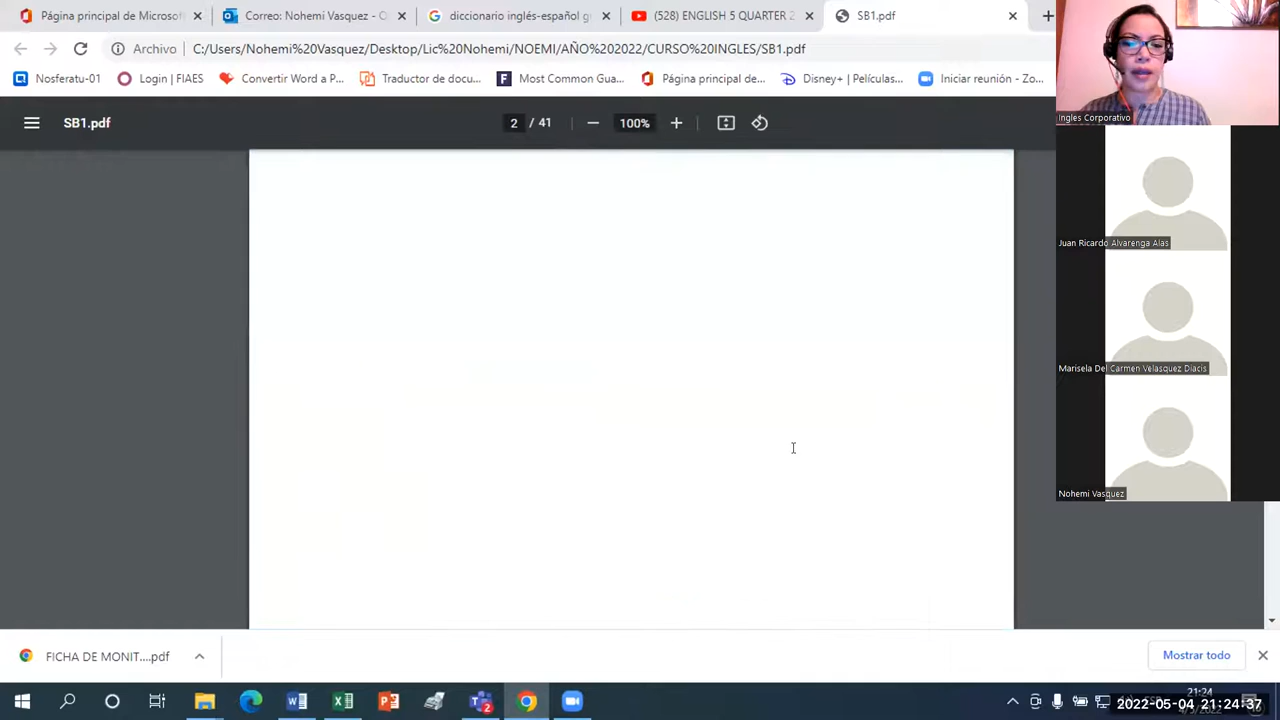 Página principal de Microsof
Correo: Nohemi Vasquez - O
diccionario inglés-español g
(528) ENGLISH 5 QUARTER 2
SB1.pdf
Archivo
C:/Users/Nohemi%20Vasquez/Desktop/Lic%20Nohemi/NOEMI/AÑO%202022/CURSO%20INGLES/SB1.pdf
Nosferatu-01
Login | FIAES
Convertir Word a P...
Traductor de docu...
Most Common Gua...
Página principal de...
Disney+ | Películas...
Iniciar reunión - Zo...
SB1.pdf
2 / 41
100%
Ingles Corporativo
Juan Ricardo Alvarenga Alas
Marisela Del Carmen Velasquez Diacis
Nohemi Vasquez
FICHA DE MONIT....pdf
Mostrar todo
21:24
2022-05-04 21:24:37